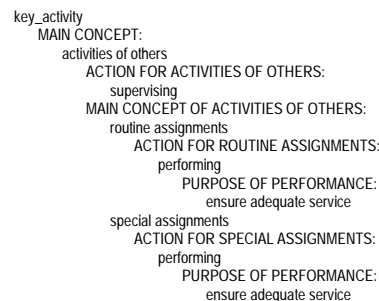 key_activity
MAIN CONCEPT:
activities of others
ACTION FOR ACTIVITIES OF OTHERS:
supervising
MAIN CONCEPT OF ACTIVITIES OF OTHERS:
routine assignments
ACTION FOR ROUTINE ASSIGNMENTS:
performing
PURPOSE OF PERFORMANCE:
ensure adequate service
special assignments
ACTION FOR SPECIAL ASSIGNMENTS:
performing
PURPOSE OF PERFORMANCE:
ensure adequate service